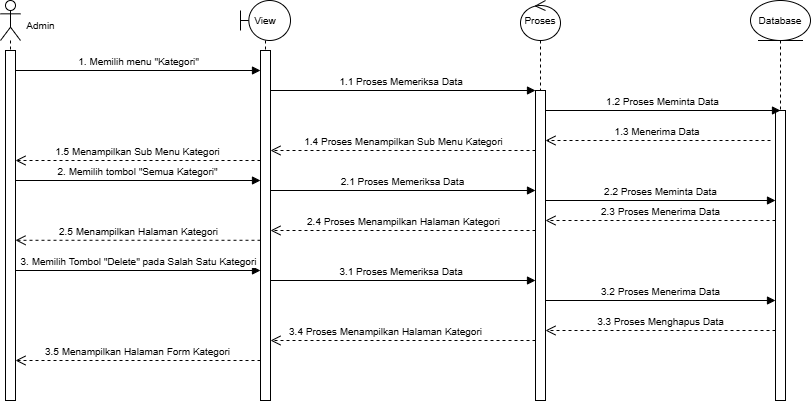 Admin
View
Proses
Database
1. Memilih menu "Kategori"
1.1 Proses Memeriksa Data
1.2 Proses Meminta Data
1.3 Menerima Data
1.4 Proses Menampilkan Sub Menu Kategori
1.5 Menampilkan Sub Menu Kategori
2. Memilih tombol "Semua Kategori"
2.1 Proses Memeriksa Data
2.2 Proses Meminta Data
2.3 Proses Menerima Data
2.4 Proses Menampilkan Halaman Kategori
2.5 Menampilkan Halaman Kategori
3. Memilih Tombol "Delete" pada Salah Satu Kategori
3.1 Proses Memeriksa Data
3.2 Proses Menerima Data
3.3 Proses Menghapus Data
3.4 Proses Menampilkan Halaman Kategori
3.5 Menampilkan Halaman Form Kategori